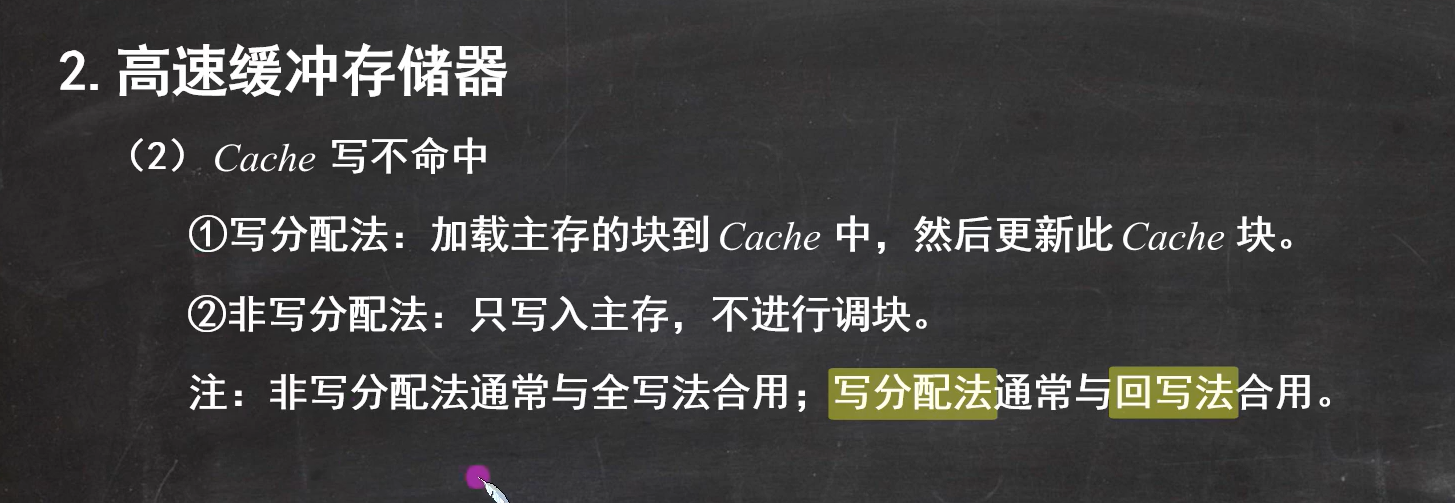 2. 高速缓冲存储器
（2）Cache 写不命中
①写分配法：加载主存的块到 Cache 中，然后更新此 Cache 块。
②非写分配法：只写入主存，不进行调块。
注：非写分配法通常与全写法合用；写分配法通常与回写法合用。